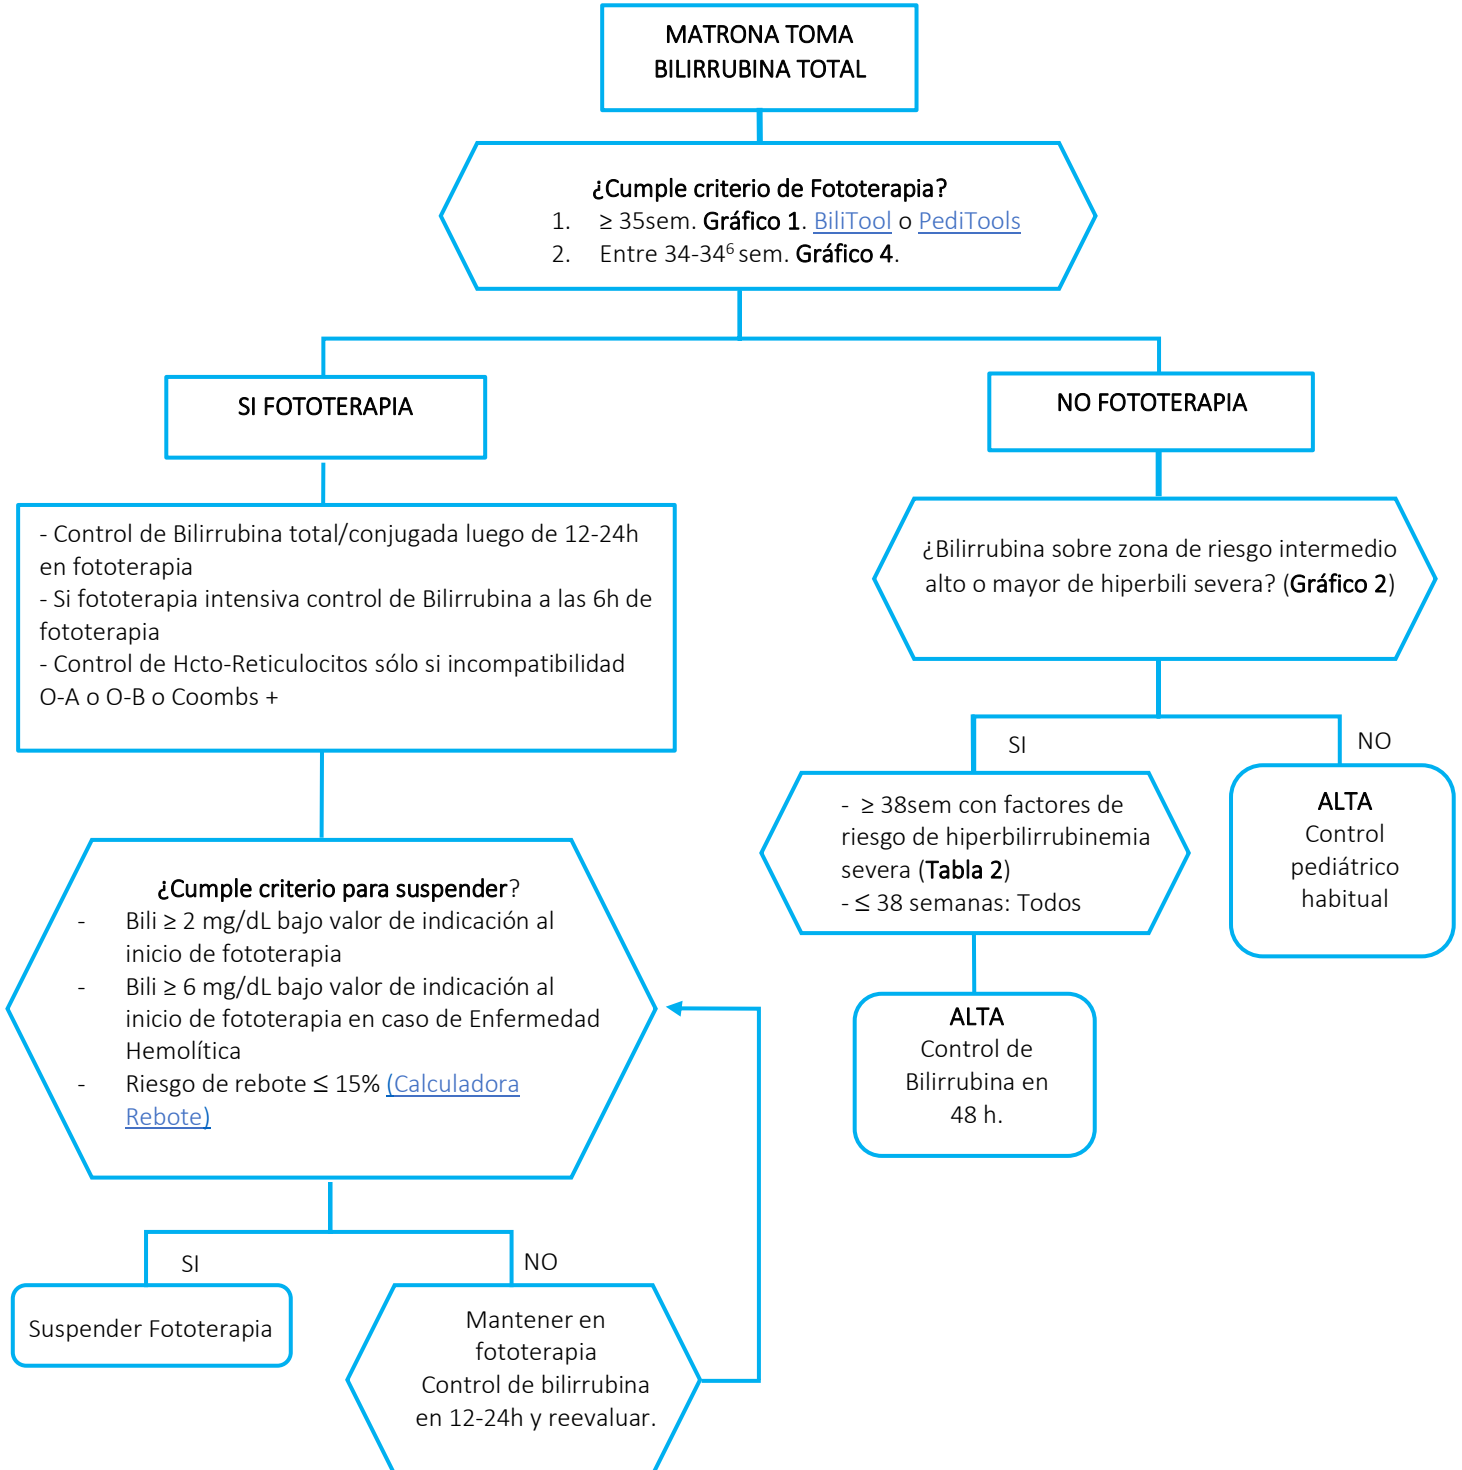 MATRONA TOMA
BILIRRUBINA TOTAL
¿Cumple criterio de Fototerapia?
1. ≥ 35sem. Gráfico 1. BiliTool o PediTools
2. Entre 34-34⁶ sem. Gráfico 4.
SI FOTOTERAPIA
- Control de Bilirrubina total/conjugada luego de 12-24h
en fototerapia
- Si fototerapia intensiva control de Bilirrubina a las 6h de
fototerapia
- Control de Hcto-Reticulocitos sólo si incompatibilidad
O-A o O-B o Coombs +
¿Cumple criterio para suspender?
- Bili ≥ 2 mg/dL bajo valor de indicación al
inicio de fototerapia
- Bili ≥ 6 mg/dL bajo valor de indicación al
inicio de fototerapia en caso de Enfermedad
Hemolítica
- Riesgo de rebote ≤ 15% (Calculadora
Rebote)
SI
Suspender Fototerapia
NO
Mantener en
fototerapia
Control de bilirrubina
en 12-24h y reevaluar.
NO FOTOTERAPIA
¿Bilirrubina sobre zona de riesgo intermedio
alto o mayor de hiperbili severa? (Gráfico 2)
SI
- ≥ 38sem con factores de
riesgo de hiperbilirrubinemia
severa (Tabla 2)
- ≤ 38 semanas: Todos
ALTA
Control de
Bilirrubina en
48 h.
NO
ALTA
Control
pediátrico
habitual